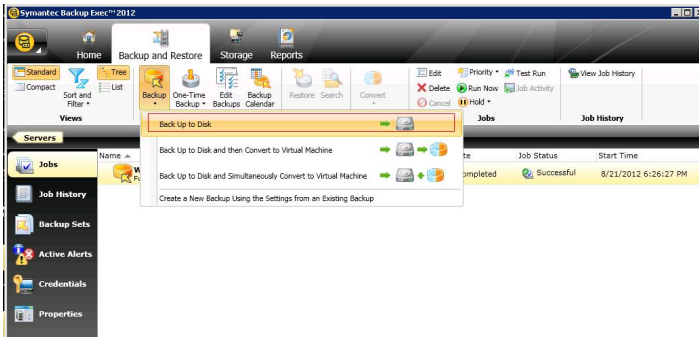 Symantec Backup Exec™ 2012
Home Backup and Restore Storage Reports
Standard
Compact
Sort and Filter
Tree
List
Views
Backup
One-Time Backup
Edit Backups
Backup Calendar
Restore
Search
Convert
Edit
Delete
Cancel
Priority
Run Now
Hold
Test Run
Job Activity
Jobs
View Job History
Job History
Back Up to Disk
Back Up to Disk and then Convert to Virtual Machine
Back Up to Disk and Simultaneously Convert to Virtual Machine
Create a New Backup Using the Settings from an Existing Backup
Servers
Jobs
Job History
Backup Sets
Active Alerts
Credentials
Properties
Name Job Status Start Time
Successful 8/21/2012 6:26:27 PM